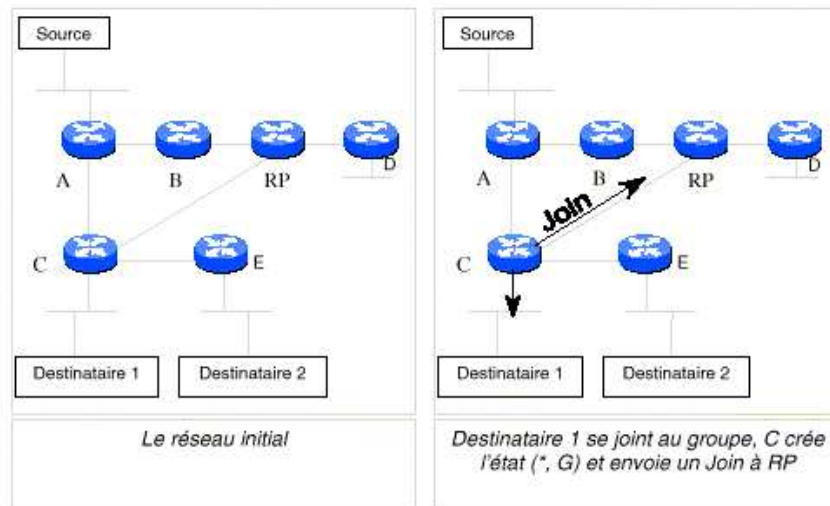 Source
A
B
RP
D
C
E
Destinataire 1
Destinataire 2
Le réseau initial
Source
A
B
RP
D
Join
C
E
Destinataire 1
Destinataire 2
Destinataire 1 se joint au groupe, C crée
l'état (*, G) et envoie un Join à RP